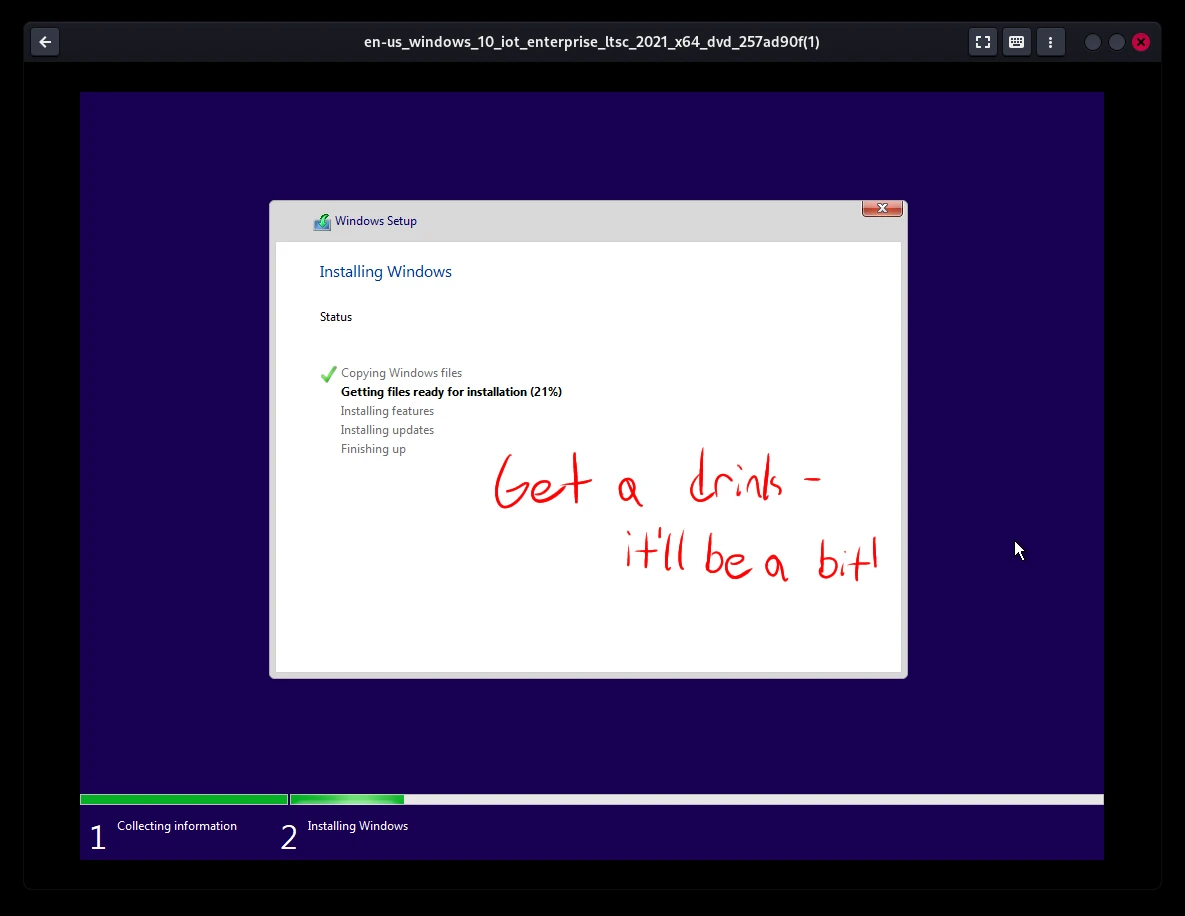 en-us_windows_10_iot_enterprise_ltsc_2021_x64_dvd_257ad90f(1)
Windows Setup
Installing Windows
Status
Copying Windows files
Getting files ready for installation (21%)
Installing features
Installing updates
Finishing up
Get a drink -
it'll be a bit!
1 Collecting information
2 Installing Windows